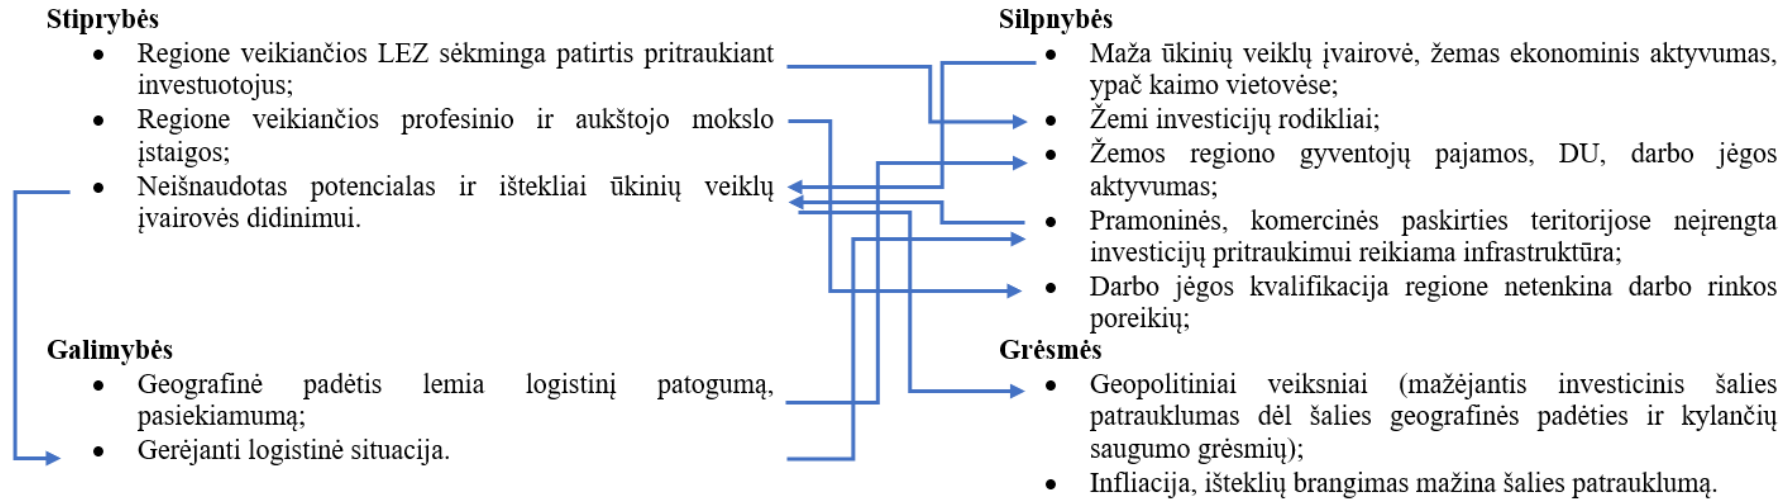 Stiprybės
• Regione veikiančios LEZ sėkminga patirtis pritraukiant
investuotojus;
• Regione veikiančios profesinio ir aukštojo mokslo
įstaigos;
• Neišnaudotas potencialas ir ištekliai ūkinių veiklų
įvairovės didinimui.
Silpnybės
• Maža ūkinių veiklų įvairovė, žemas ekonominis aktyvumas,
ypač kaimo vietovėse;
• Žemi investicijų rodikliai;
• Žemos regiono gyventojų pajamos, DU, darbo jėgos
aktyvumas;
• Pramoninės, komercinės paskirties teritorijose neįrengta
investicijų pritraukimui reikiama infrastruktūra;
• Darbo jėgos kvalifikacija regione netenkina darbo rinkos
poreikių;
Galimybės
• Geografinė padėtis lemia logistinį patogumą,
pasiekiamumą;
• Gerėjanti logistinė situacija.
Grėsmės
• Geopolitiniai veiksniai (mažėjantis investicinis šalies
patrauklumas dėl šalies geografinės padėties ir kylančių
saugumo grėsmių);
• Infliacija, išteklių brangimas mažina šalies patrauklumą.